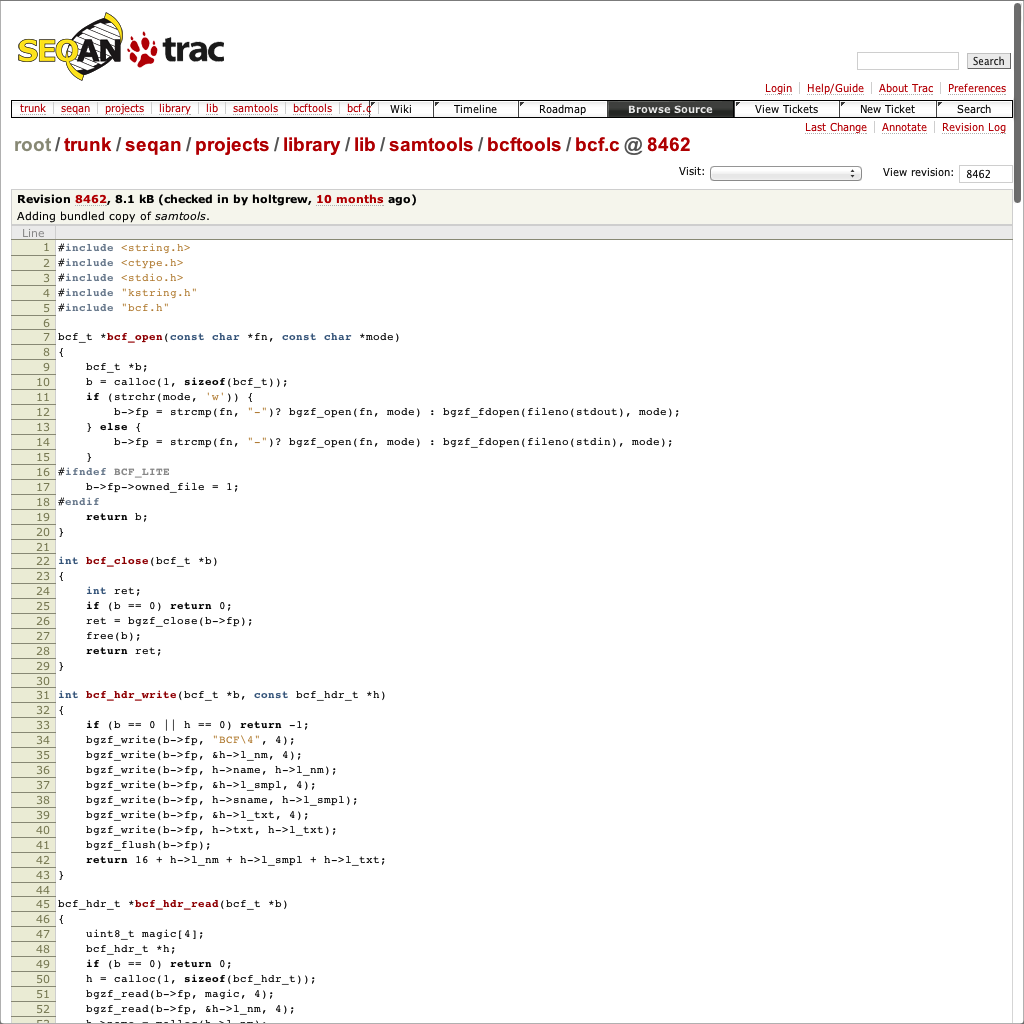 SEQAN trac
Search
Login Help/Guide About Trac Preferences
trunk seqan projects library lib samtools bcftools bcf.c Wiki Timeline Roadmap Browse Source View Tickets New Ticket Search
Last Change Annotate Revision Log
root / trunk / seqan / projects / library / lib / samtools / bcftools / bcf.c @ 8462
Visit: View revision: 8462
Revision 8462, 8.1 kB (checked in by holtgrew, 10 months ago)
Adding bundled copy of samtools.
Line
1 #include <string.h>
2 #include <ctype.h>
3 #include <stdio.h>
4 #include "kstring.h"
5 #include "bcf.h"
6
7 bcf_t *bcf_open(const char *fn, const char *mode)
8 {
9     bcf_t *b;
10     b = calloc(1, sizeof(bcf_t));
11     if (strchr(mode, 'w')) {
12         b->fp = strcmp(fn, "-")? bgzf_open(fn, mode) : bgzf_fdopen(fileno(stdout), mode);
13     } else {
14         b->fp = strcmp(fn, "-")? bgzf_open(fn, mode) : bgzf_fdopen(fileno(stdin), mode);
15     }
16 #ifndef BCF_LITE
17     b->fp->owned_file = 1;
18 #endif
19     return b;
20 }
21
22 int bcf_close(bcf_t *b)
23 {
24     int ret;
25     if (b == 0) return 0;
26     ret = bgzf_close(b->fp);
27     free(b);
28     return ret;
29 }
30
31 int bcf_hdr_write(bcf_t *b, const bcf_hdr_t *h)
32 {
33     if (b == 0 || h == 0) return -1;
34     bgzf_write(b->fp, "BCF\4", 4);
35     bgzf_write(b->fp, &h->l_nm, 4);
36     bgzf_write(b->fp, h->name, h->l_nm);
37     bgzf_write(b->fp, &h->l_smpl, 4);
38     bgzf_write(b->fp, h->sname, h->l_smpl);
39     bgzf_write(b->fp, &h->l_txt, 4);
40     bgzf_write(b->fp, h->txt, h->l_txt);
41     bgzf_flush(b->fp);
42     return 16 + h->l_nm + h->l_smpl + h->l_txt;
43 }
44
45 bcf_hdr_t *bcf_hdr_read(bcf_t *b)
46 {
47     uint8_t magic[4];
48     bcf_hdr_t *h;
49     if (b == 0) return 0;
50     h = calloc(1, sizeof(bcf_hdr_t));
51     bgzf_read(b->fp, magic, 4);
52     bgzf_read(b->fp, &h->l_nm, 4);